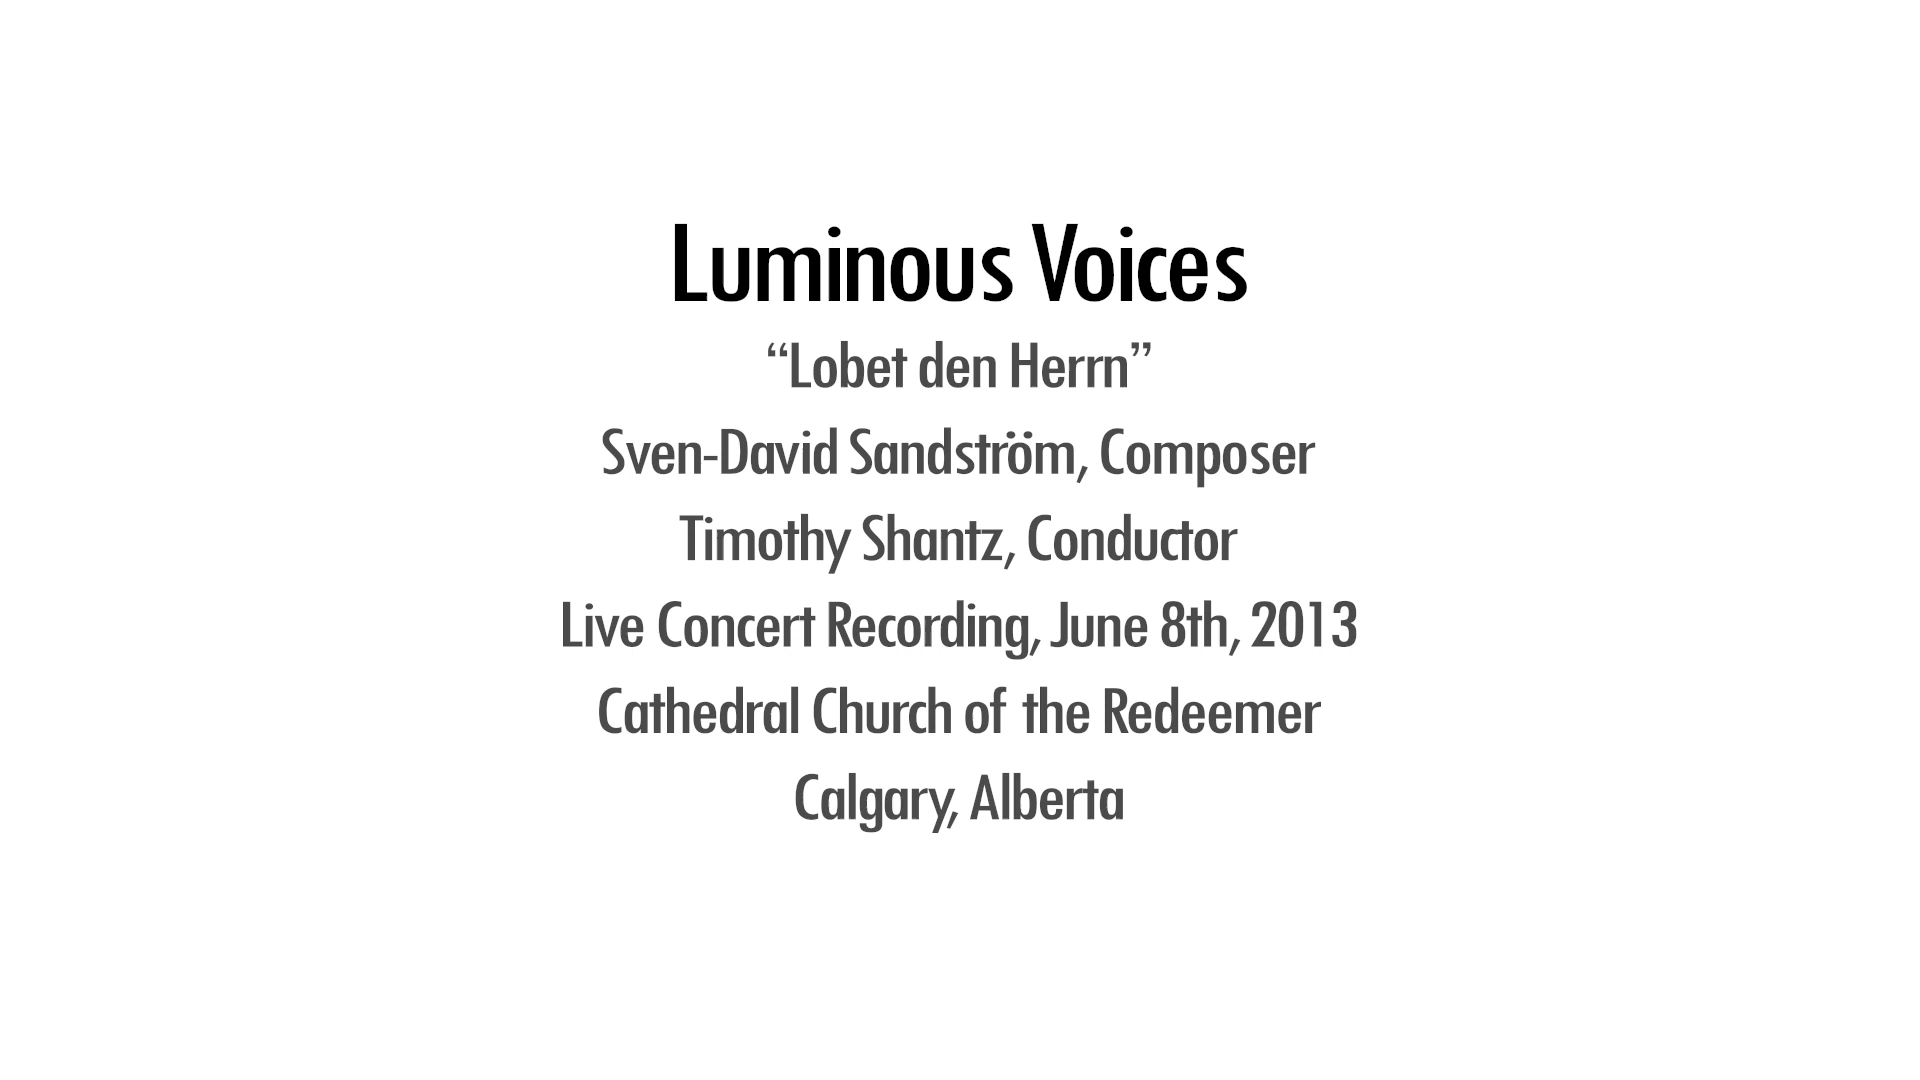 Luminous Voices
“Lobet den Herrn”
Sven-David Sandström, Composer
Timothy Shantz, Conductor
Live Concert Recording, June 8th, 2013
Cathedral Church of the Redeemer
Calgary, Alberta